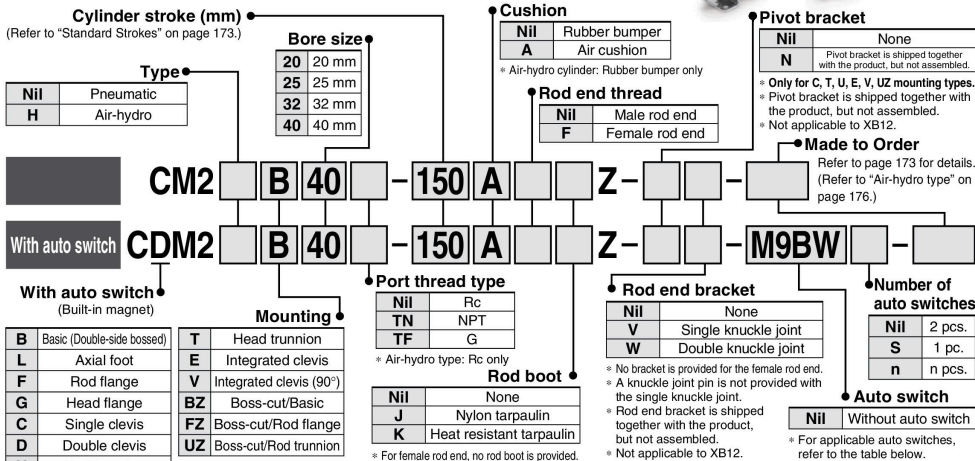 Cylinder stroke (mm)
(Refer to “Standard Strokes” on page 173.)
Type
Nil Pneumatic
H Air-hydro
Bore size
20 20 mm
25 25 mm
32 32 mm
40 40 mm
Cushion
Nil Rubber bumper
A Air cushion
* Air-hydro cylinder: Rubber bumper only
Rod end thread
Nil Male rod end
F Female rod end
Pivot bracket
Nil None
N Pivot bracket is shipped together
with the product, but not assembled.
* Only for C, T, U, E, V, UZ mounting types.
* Pivot bracket is shipped together with
the product, but not assembled.
* Not applicable to XB12.
Made to Order
Refer to page 173 for details.
(Refer to “Air-hydro type” on
page 176.)
CM2 B 40 – 150 A Z – –
With auto switch CDM2 B 40 – 150 A Z – – M9BW –
With auto switch
(Built-in magnet)
B Basic (Double-side bossed)
L Axial foot
F Rod flange
G Head flange
C Single clevis
D Double clevis
Mounting
T Head trunnion
E Integrated clevis
V Integrated clevis (90°)
BZ Boss-cut/Basic
FZ Boss-cut/Rod flange
UZ Boss-cut/Rod trunnion
Port thread type
Nil Rc
TN NPT
TF G
* Air-hydro type: Rc only
Rod boot
Nil None
J Nylon tarpaulin
K Heat resistant tarpaulin
* For female rod end, no rod boot is provided.
Rod end bracket
Nil None
V Single knuckle joint
W Double knuckle joint
* No bracket is provided for the female rod end.
* A knuckle joint pin is not provided with
the single knuckle joint.
* Rod end bracket is shipped
together with the product,
but not assembled.
* Not applicable to XB12.
Number of
auto switches
Nil 2 pcs.
S 1 pc.
n n pcs.
Auto switch
Nil Without auto switch
* For applicable auto switches,
refer to the table below.